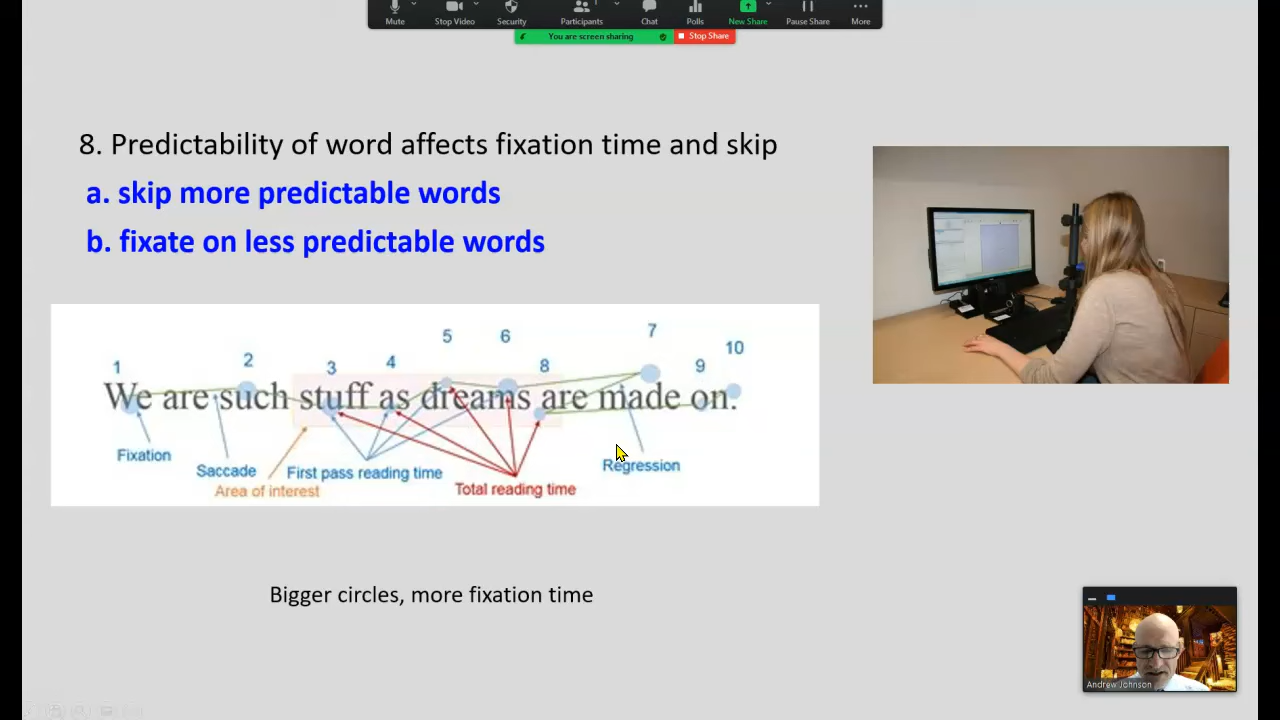 Mute Stop Video Security Participants Chat Polls New Share Pause Share More
You are screen sharing Stop Share
8. Predictability of word affects fixation time and skip
a. skip more predictable words
b. fixate on less predictable words
1 2 3 4 5 6 7 8 9 10
We are such stuff as dreams are made on.
Fixation
Saccade
Area of interest
First pass reading time
Total reading time
Regression
Bigger circles, more fixation time
Andrew Johnson